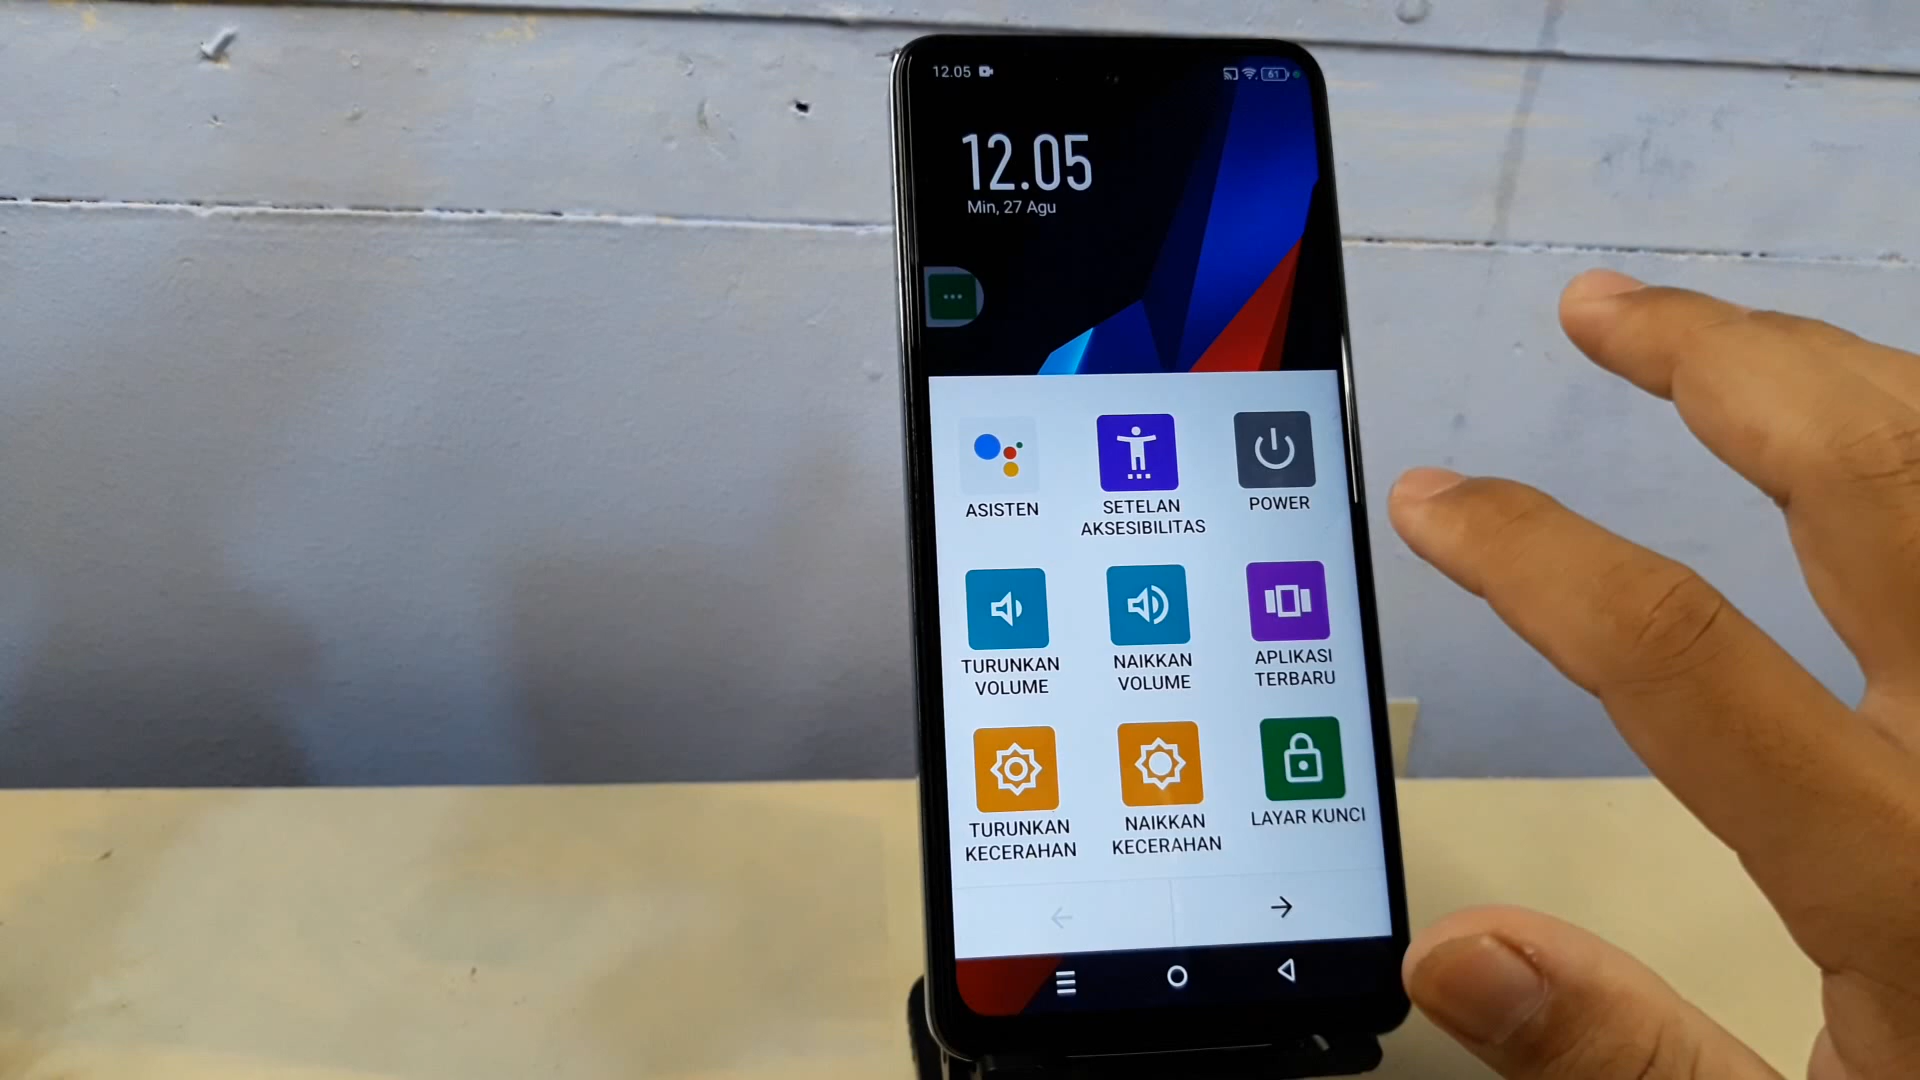 12.05
61
12.05
Min, 27 Agu
ASISTEN
SETELAN
AKSESIBILITAS
POWER
TURUNKAN
VOLUME
NAIKKAN
VOLUME
APLIKASI
TERBARU
TURUNKAN
KECERAHAN
NAIKKAN
KECERAHAN
LAYAR KUNCI